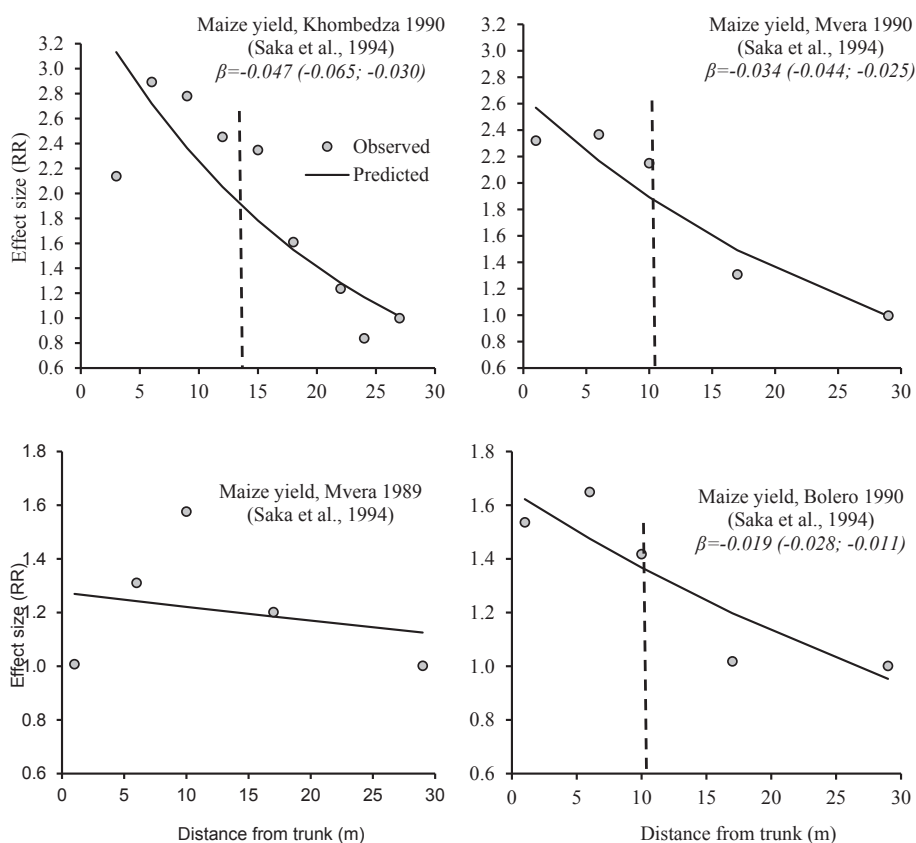 Maize yield, Khombedza 1990
(Saka et al., 1994)
β=-0.047 (-0.065; -0.030)
Observed
Predicted
Effect size (RR)
3.2
3.0
2.8
2.6
2.4
2.2
2.0
1.8
1.6
1.4
1.2
1.0
0.8
0.6
0 5 10 15 20 25 30
Maize yield, Mvera 1990
(Saka et al., 1994)
β=-0.034 (-0.044; -0.025)
3.2
3.0
2.8
2.6
2.4
2.2
2.0
1.8
1.6
1.4
1.2
1.0
0.8
0.6
0 5 10 15 20 25 30
Maize yield, Mvera 1989
(Saka et al., 1994)
Effect size (RR)
1.8
1.6
1.4
1.2
1.0
0.8
0.6
0 5 10 15 20 25 30
Distance from trunk (m)
Maize yield, Bolero 1990
(Saka et al., 1994)
β=-0.019 (-0.028; -0.011)
1.8
1.6
1.4
1.2
1.0
0.8
0.6
0 5 10 15 20 25 30
Distance from trunk (m)